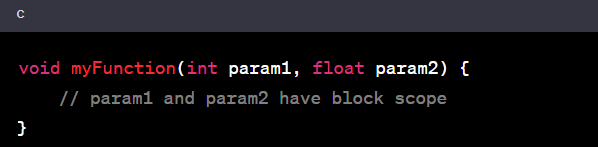 c
void myFunction(int param1, float param2) {
    // param1 and param2 have block scope
}